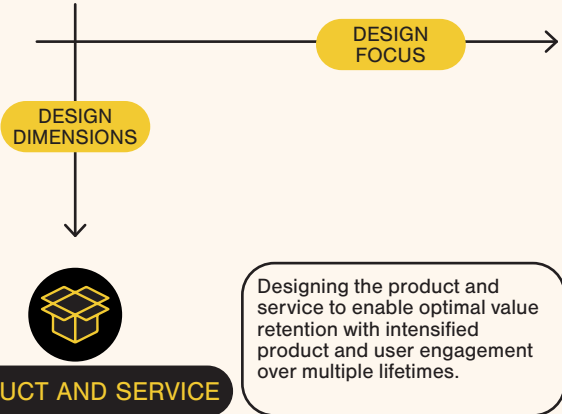 DESIGN
FOCUS
DESIGN
DIMENSIONS
Designing the product and
service to enable optimal value
retention with intensified
product and user engagement
over multiple lifetimes.
UCT AND SERVICE